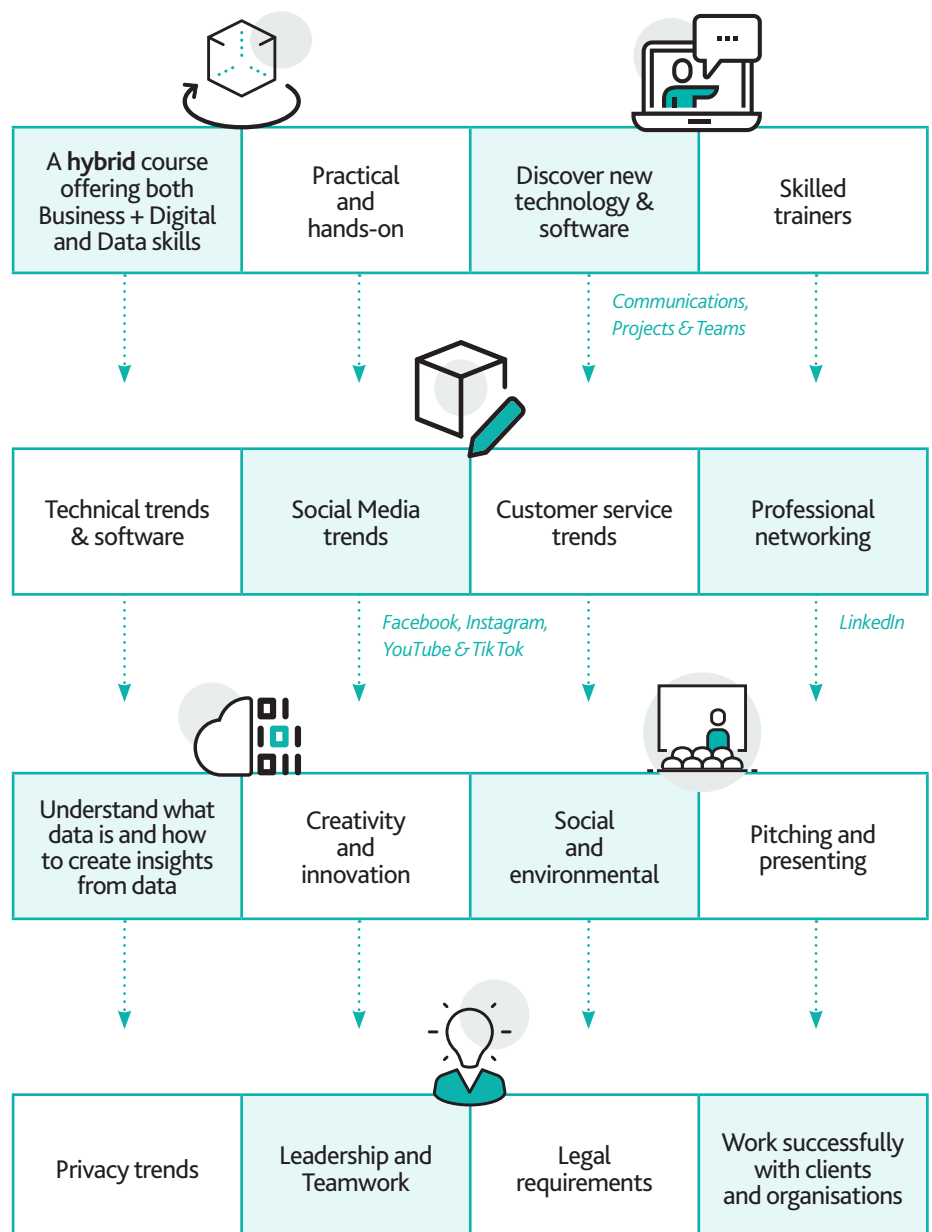 A hybrid course
offering both
Business + Digital
and Data skills
Practical
and
hands-on
Discover new
technology &
software
Skilled
trainers
Communications,
Projects & Teams
Technical trends
& software
Social Media
trends
Customer service
trends
Professional
networking
Facebook, Instagram,
YouTube & TikTok
LinkedIn
Understand what
data is and how
to create insights
from data
Creativity
and
innovation
Social
and
environmental
Pitching and
presenting
Privacy trends
Leadership and
Teamwork
Legal
requirements
Work successfully
with clients
and organisations